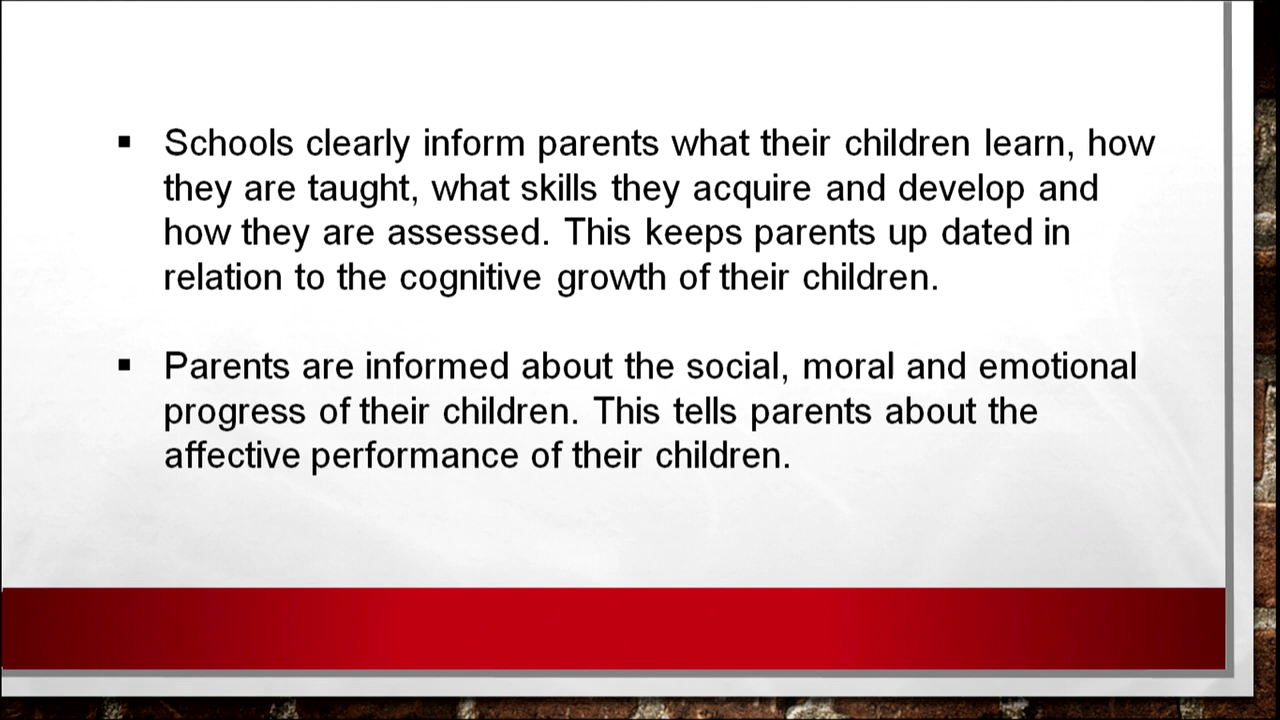 ▪ Schools clearly inform parents what their children learn, how
they are taught, what skills they acquire and develop and
how they are assessed. This keeps parents up dated in
relation to the cognitive growth of their children.
▪ Parents are informed about the social, moral and emotional
progress of their children. This tells parents about the
affective performance of their children.